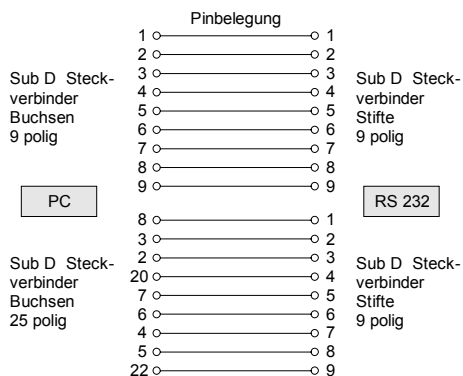 Pinbelegung
1 1
2 2
Sub D Steck-
verbinder
Buchsen
9 polig
3 3
4 4
5 5
6 6
7 7
8 8
9 9
Sub D Steck-
verbinder
Stifte
9 polig
PC
RS 232
8 1
3 2
2 3
20 4
7 5
6 6
4 7
5 8
22 9
Sub D Steck-
verbinder
Buchsen
25 polig
Sub D Steck-
verbinder
Stifte
9 polig